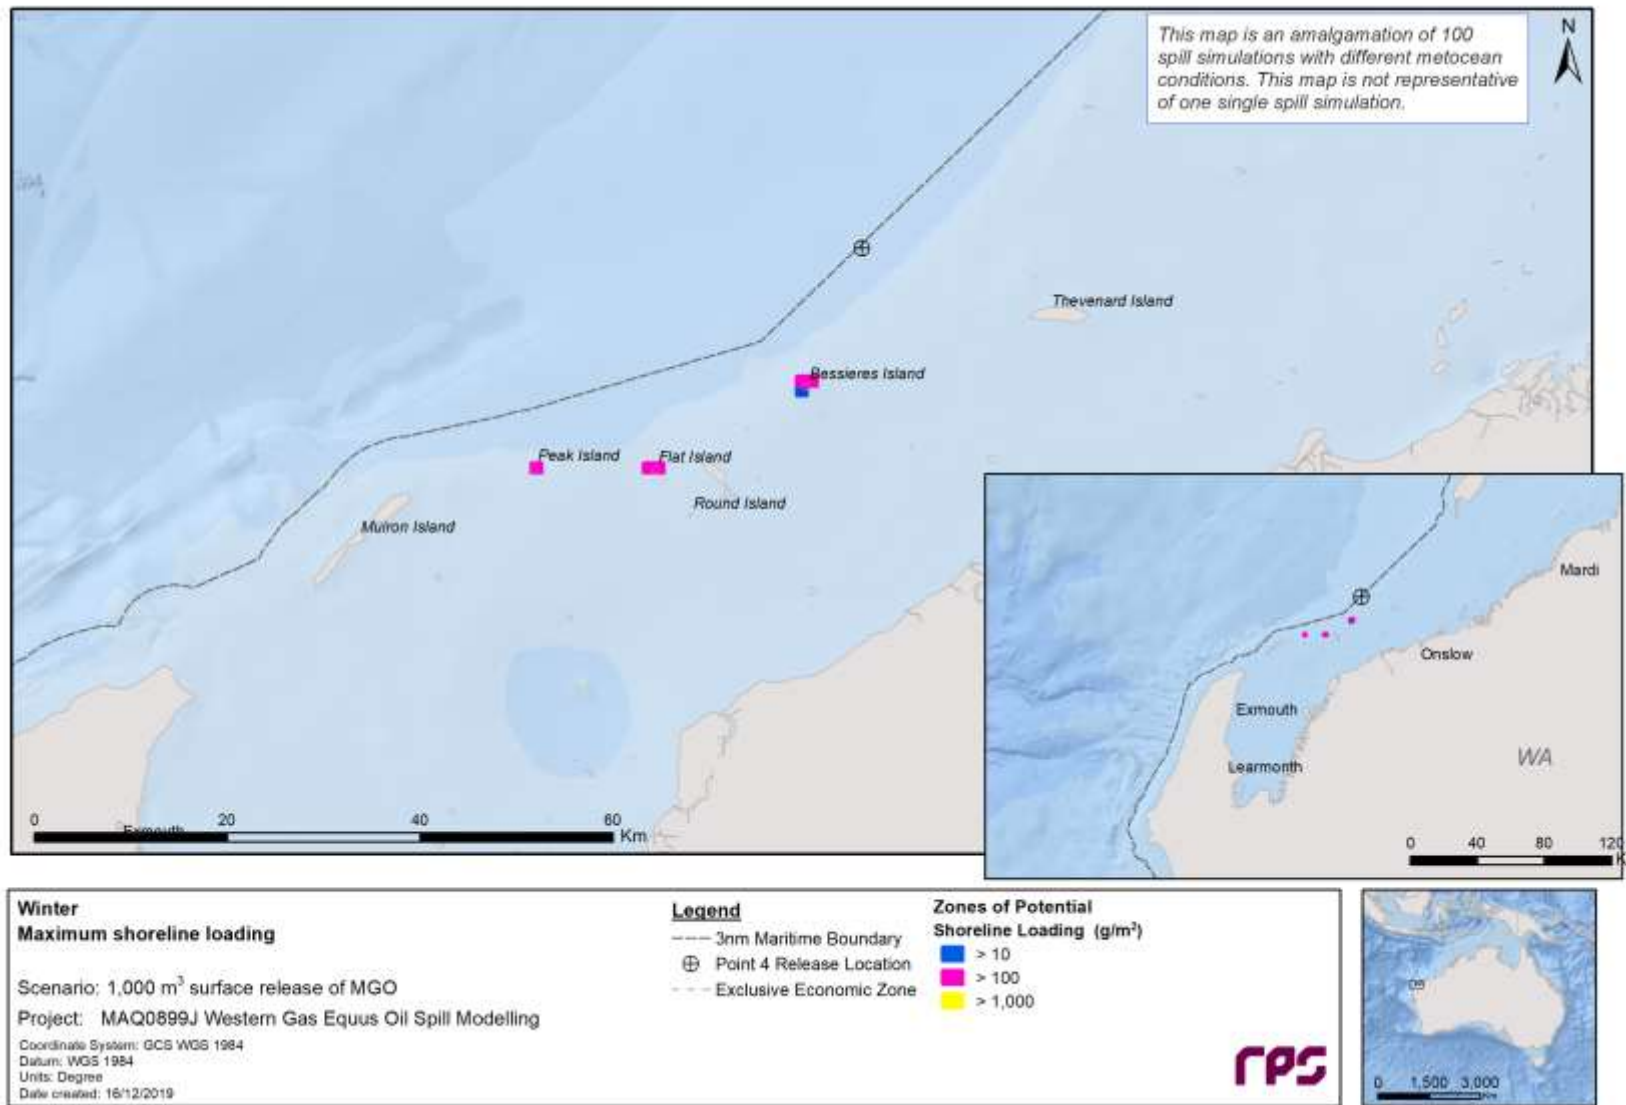 This map is an amalgamation of 100
spill simulations with different metocean
conditions. This map is not representative
of one single spill simulation.
N
Thevenard Island
Bessieres Island
Peak Island
Flat Island
Round Island
Muiron Island
Exmouth
0 20 40 60 Km
Mardi
Onslow
Exmouth
Learmonth
WA
0 40 80 120
K
Winter
Maximum shoreline loading
Scenario: 1,000 m³ surface release of MGO
Project: MAQ0899J Western Gas Equus Oil Spill Modelling
Coordinate System: GCS WGS 1984
Datum: WGS 1984
Units: Degree
Date created: 16/12/2019
Legend
3nm Maritime Boundary
Point 4 Release Location
Exclusive Economic Zone
Zones of Potential
Shoreline Loading (g/m²)
> 10
> 100
> 1,000
rps
0 1,500 3,000
Km